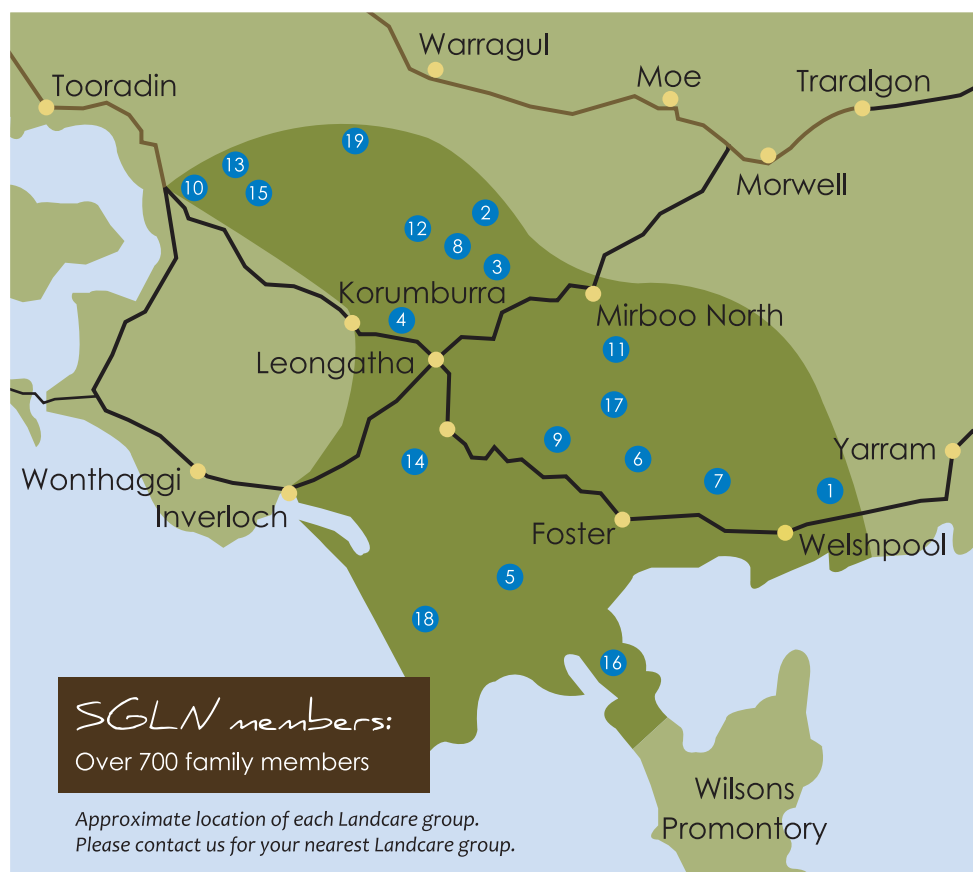 Warragul
Moe
Traralgon
Tooradin
19
13
10
15
Morwell
2
12
8
3
Korumburra
Mirboo North
4
11
Leongatha
17
9
14
6
Yarram
7
1
Wonthaggi
Inverloch
Foster
Welshpool
5
18
16
SGLN members:
Over 700 family members
Wilsons
Promontory
Approximate location of each Landcare group.
Please contact us for your nearest Landcare group.